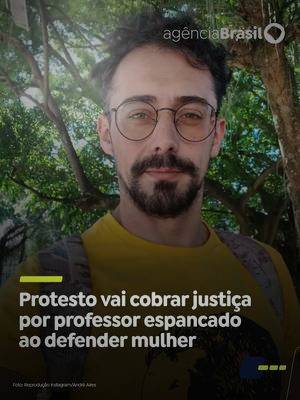 agênciaBrasil
Protesto vai cobrar justiça
por professor espancado
ao defender mulher
Foto: Reprodução Instagram/André Aires